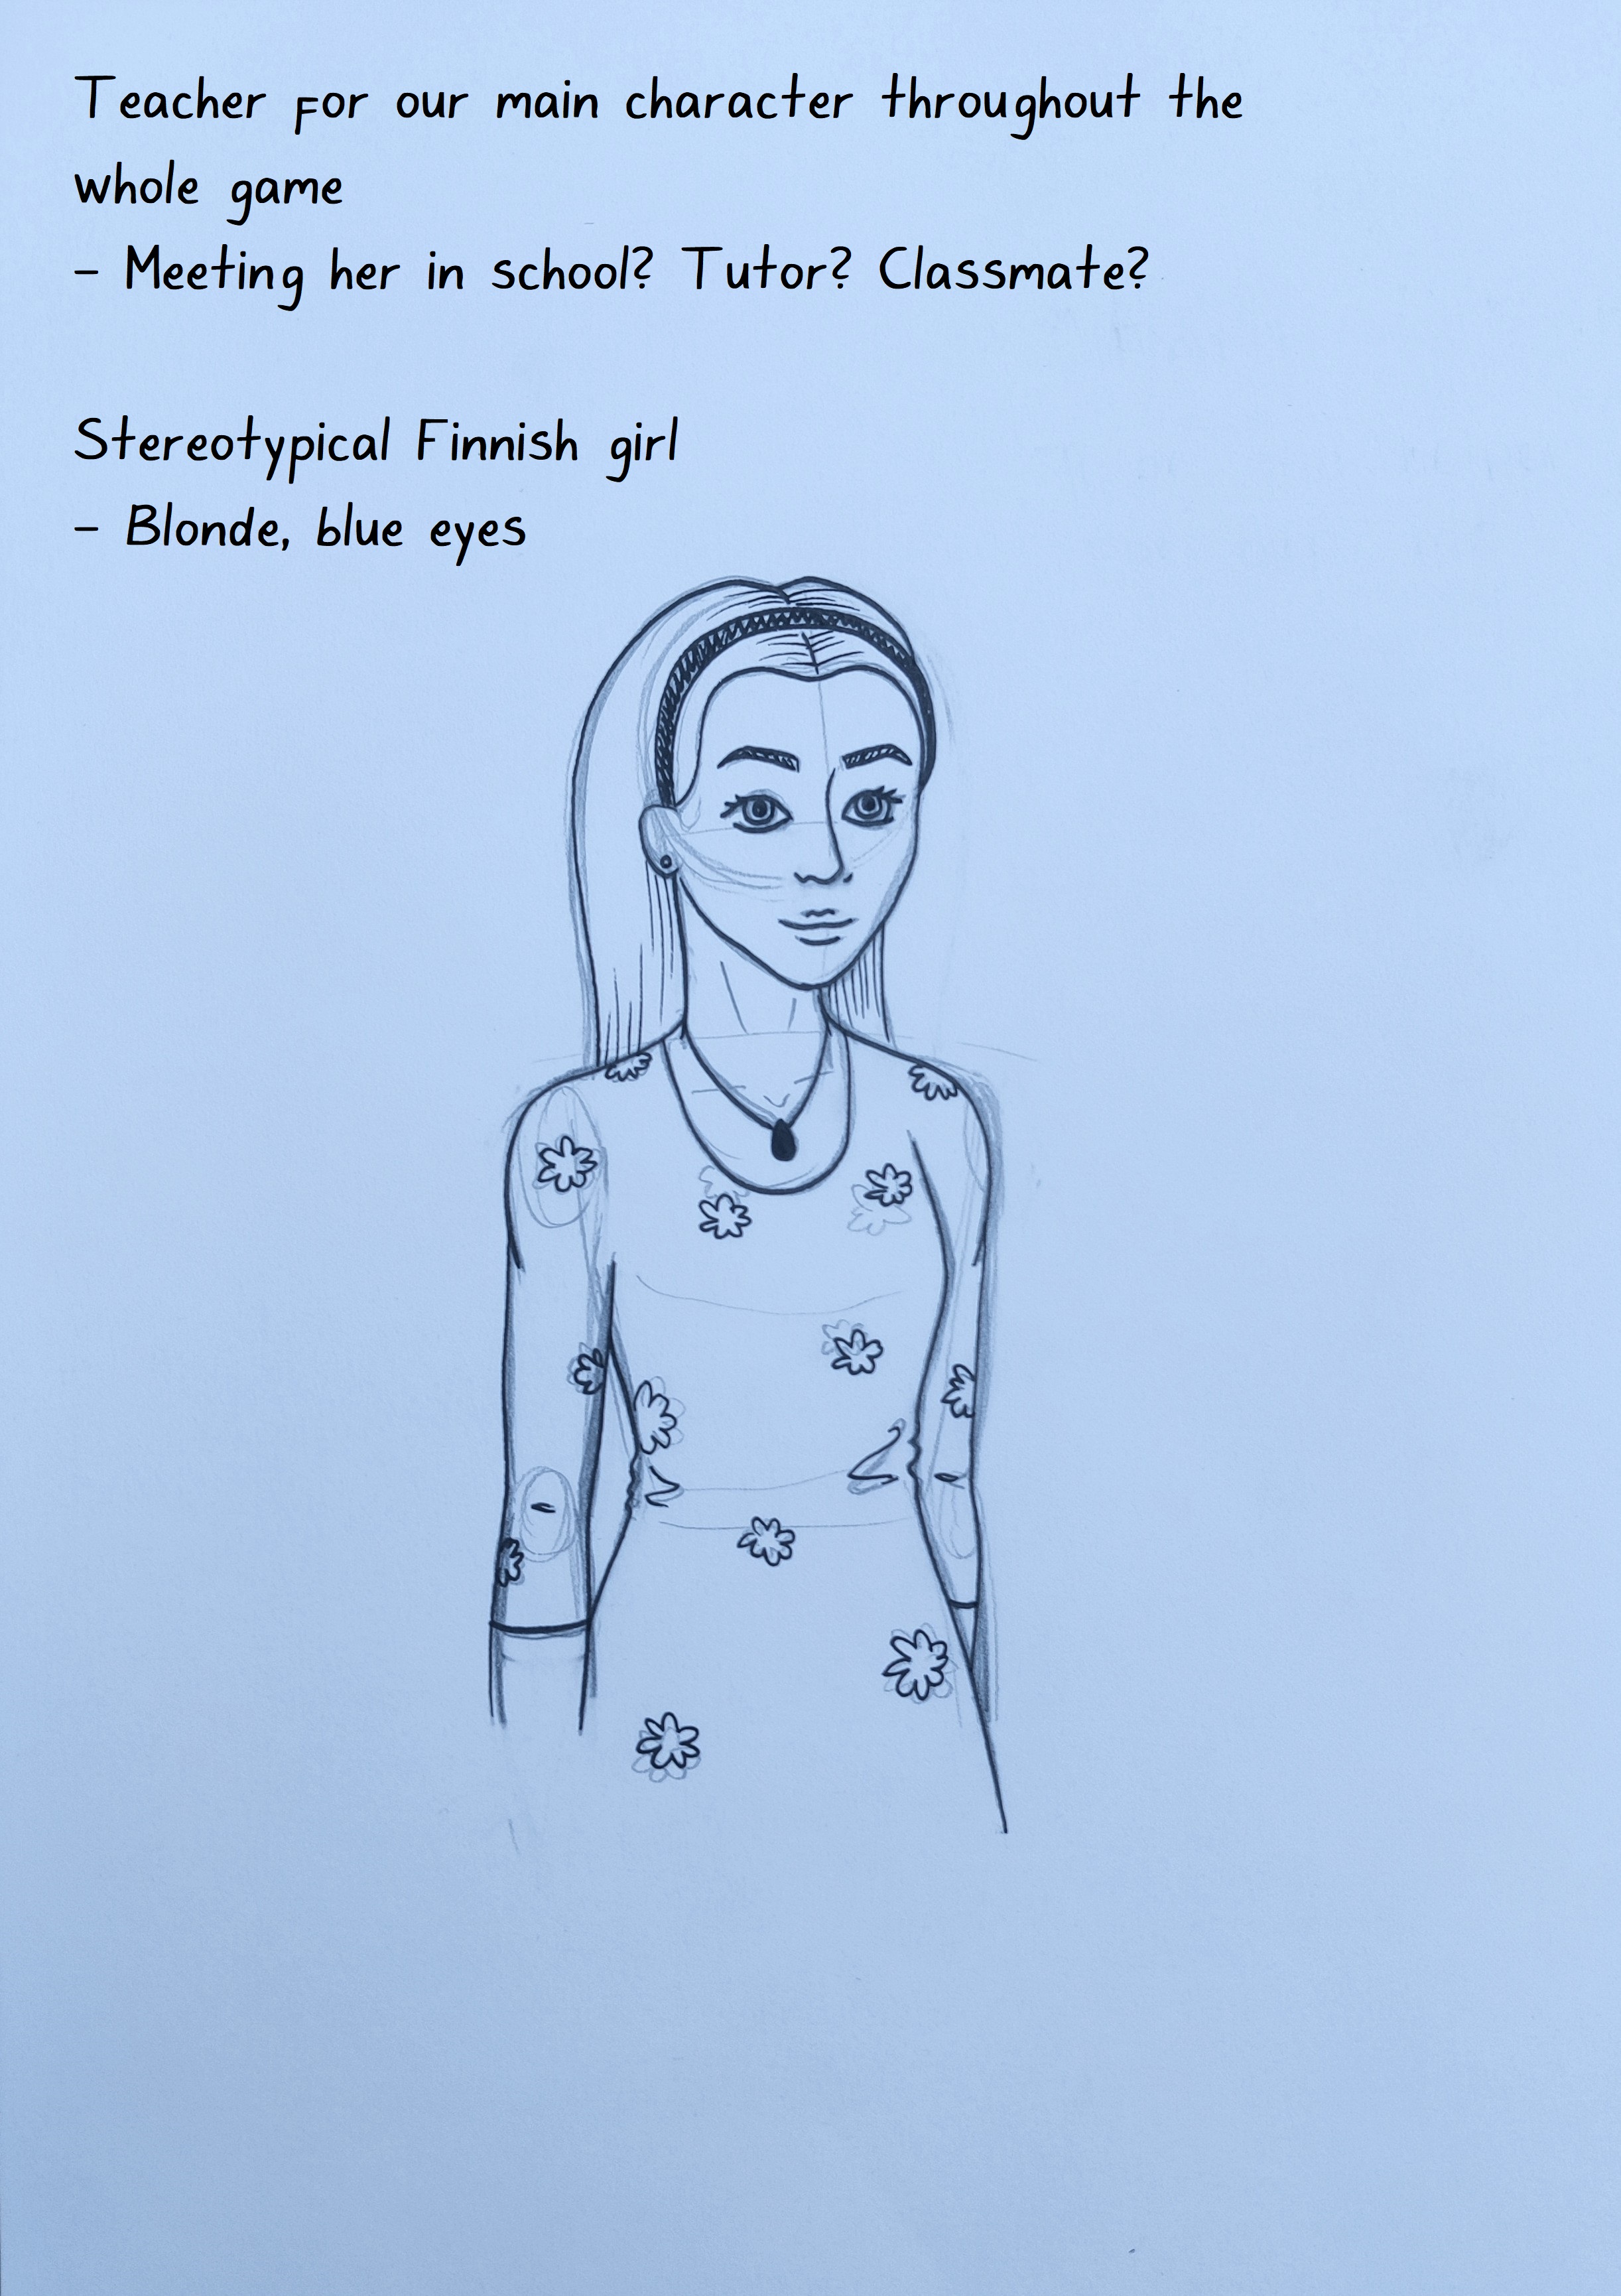 Teacher for our main character throughout the
whole game
- Meeting her in school? Tutor? Classmate?
Stereotypical Finnish girl
- Blonde, blue eyes